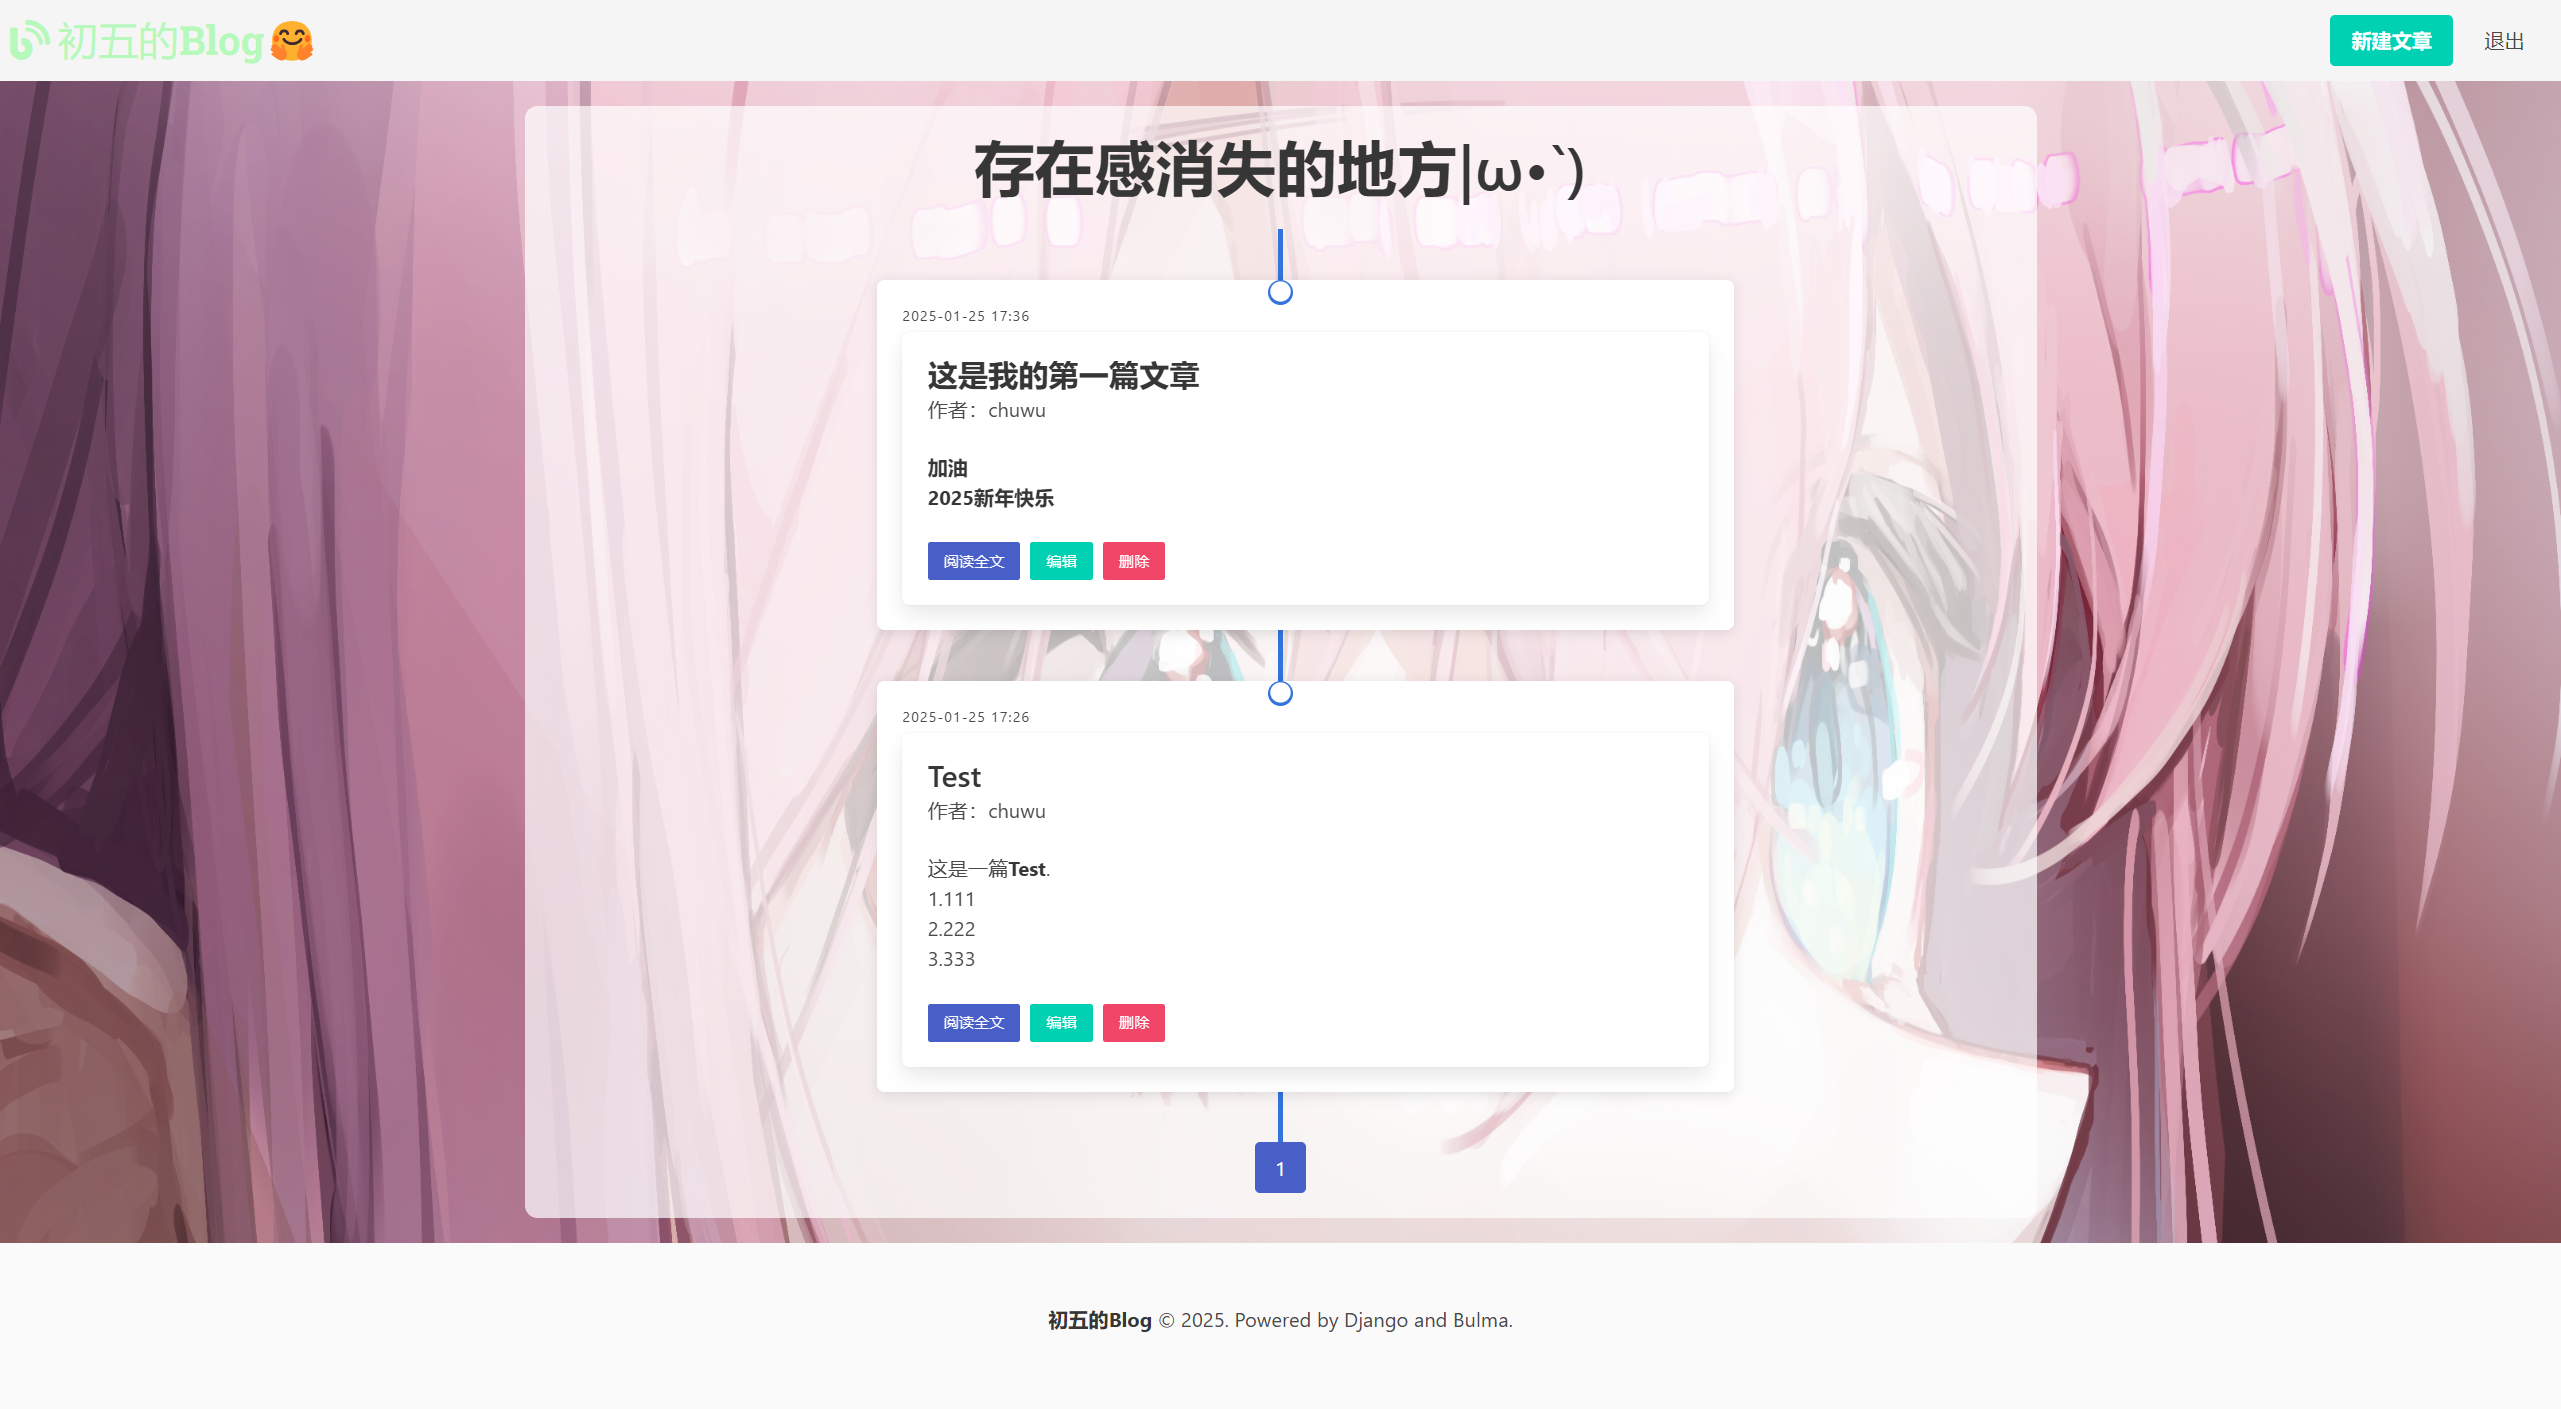 初五的Blog🤗
新建文章
退出
存在感消失的地方|ω•`)
2025-01-25 17:36
这是我的第一篇文章
作者：chuwu
加油
2025新年快乐
阅读全文 编辑 删除
2025-01-25 17:26
Test
作者：chuwu
这是一篇Test.
1.111
2.222
3.333
阅读全文 编辑 删除
1
初五的Blog © 2025. Powered by Django and Bulma.